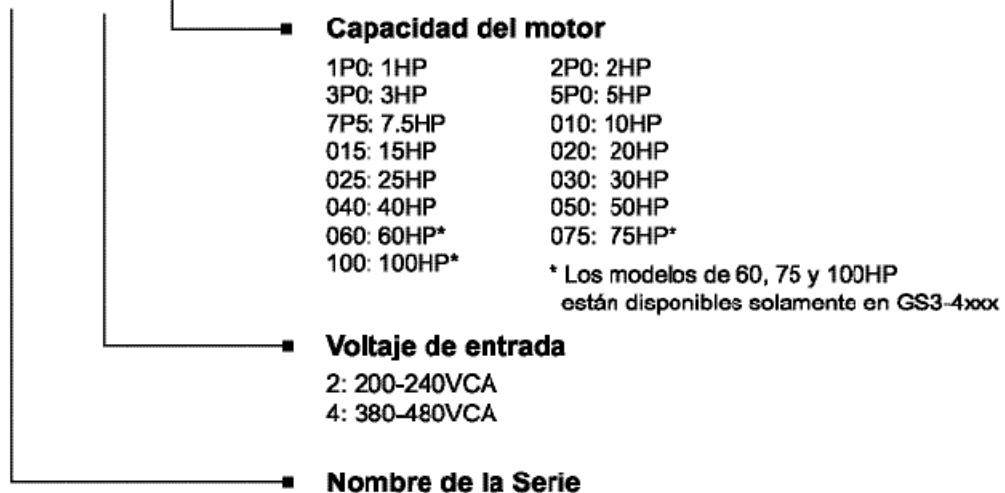 Capacidad del motor
1P0: 1HP 2P0: 2HP
3P0: 3HP 5P0: 5HP
7P5: 7.5HP 010: 10HP
015: 15HP 020: 20HP
025: 25HP 030: 30HP
040: 40HP 050: 50HP
060: 60HP* 075: 75HP*
100: 100HP*
* Los modelos de 60, 75 y 100HP
están disponibles solamente en GS3-4xxx
Voltaje de entrada
2: 200-240VCA
4: 380-480VCA
Nombre de la Serie